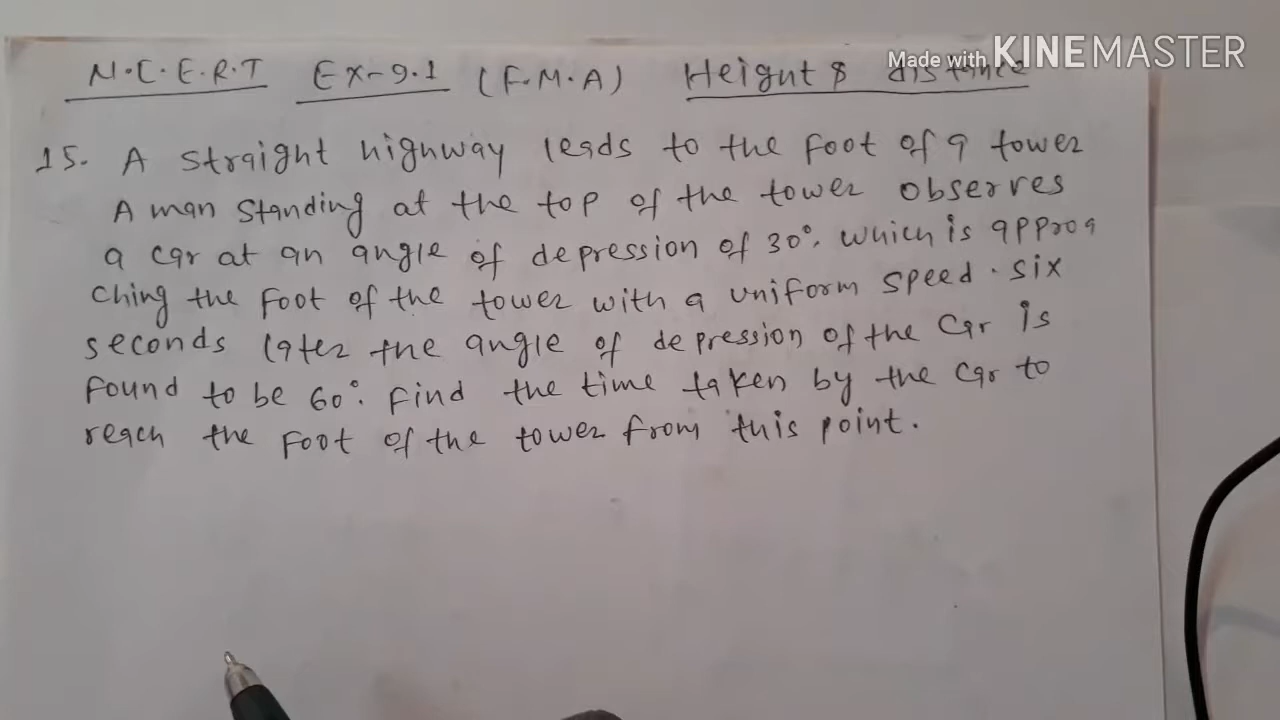 Made with KINEMASTER
N.C.E.R.T Ex-9.1 (F.M.A) Height & distance
15. A straight highway leads to the foot of a tower
A man standing at the top of the tower observes
a car at an angle of depression of 30°. which is approa
ching the foot of the tower with a uniform speed. six
seconds later the angle of depression of the car is
found to be 60°. find the time taken by the car to
reach the foot of the tower from this point.